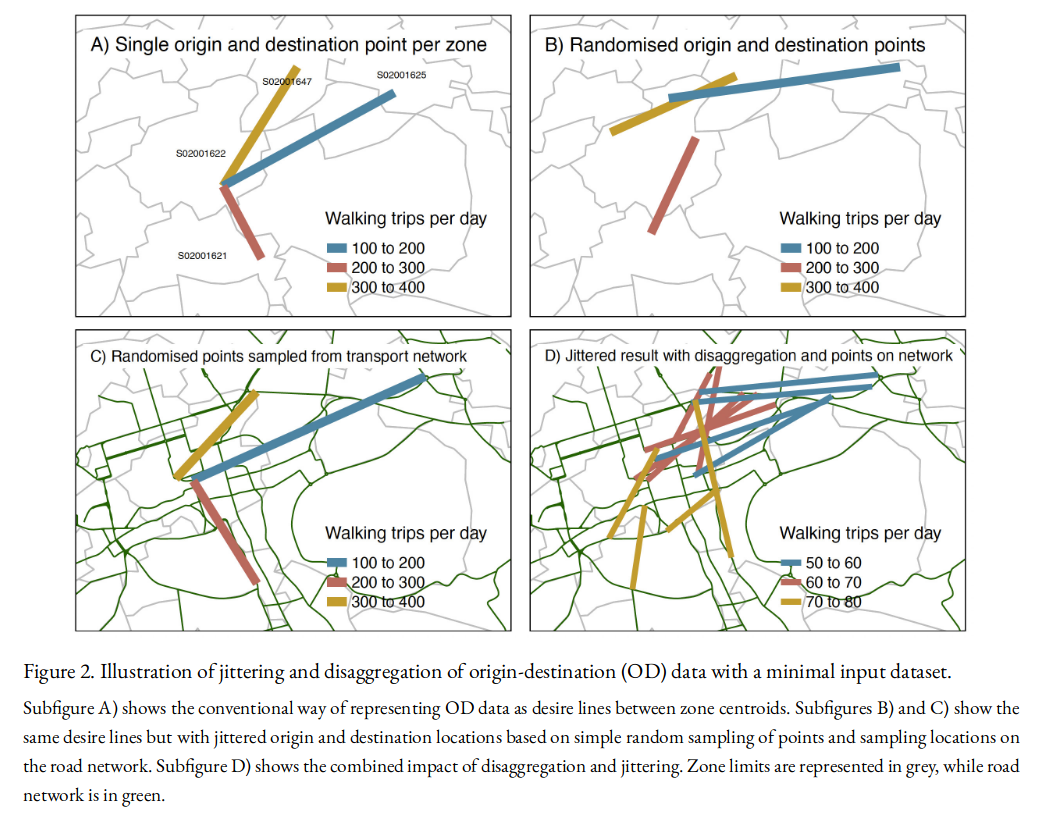 A) Single origin and destination point per zone
S02001647
S02001625
S02001622
S02001621
Walking trips per day
100 to 200
200 to 300
300 to 400
B) Randomised origin and destination points
Walking trips per day
100 to 200
200 to 300
300 to 400
C) Randomised points sampled from transport network
Walking trips per day
100 to 200
200 to 300
300 to 400
D) Jittered result with disaggregation and points on network
Walking trips per day
50 to 60
60 to 70
70 to 80
Figure 2. Illustration of jittering and disaggregation of origin-destination (OD) data with a minimal input dataset.
Subfigure A) shows the conventional way of representing OD data as desire lines between zone centroids. Subfigures B) and C) show the
same desire lines but with jittered origin and destination locations based on simple random sampling of points and sampling locations on
the road network. Subfigure D) shows the combined impact of disaggregation and jittering. Zone limits are represented in grey, while road
network is in green.